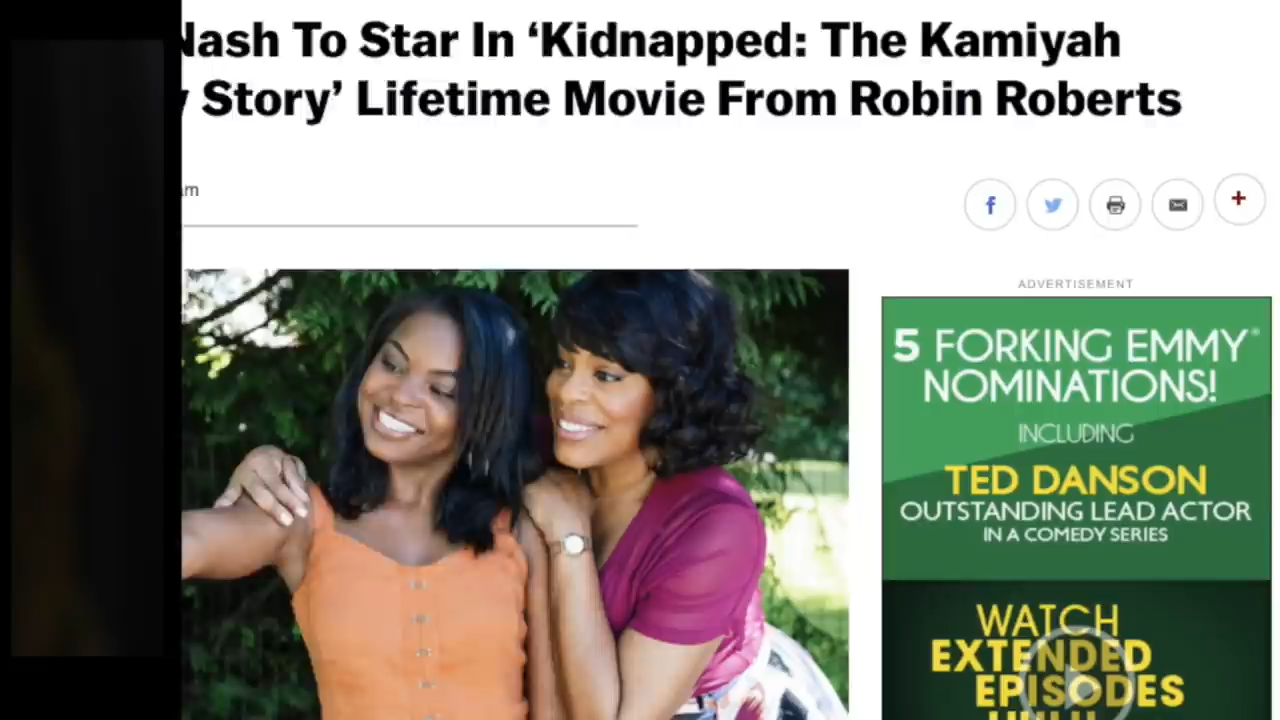 Nash To Star In ‘Kidnapped: The Kamiyah
y Story’ Lifetime Movie From Robin Roberts
am
f
+
ADVERTISEMENT
5 FORKING EMMY®
NOMINATIONS!
INCLUDING
TED DANSON
OUTSTANDING LEAD ACTOR
IN A COMEDY SERIES
WATCH
EXTENDED
EPISODES